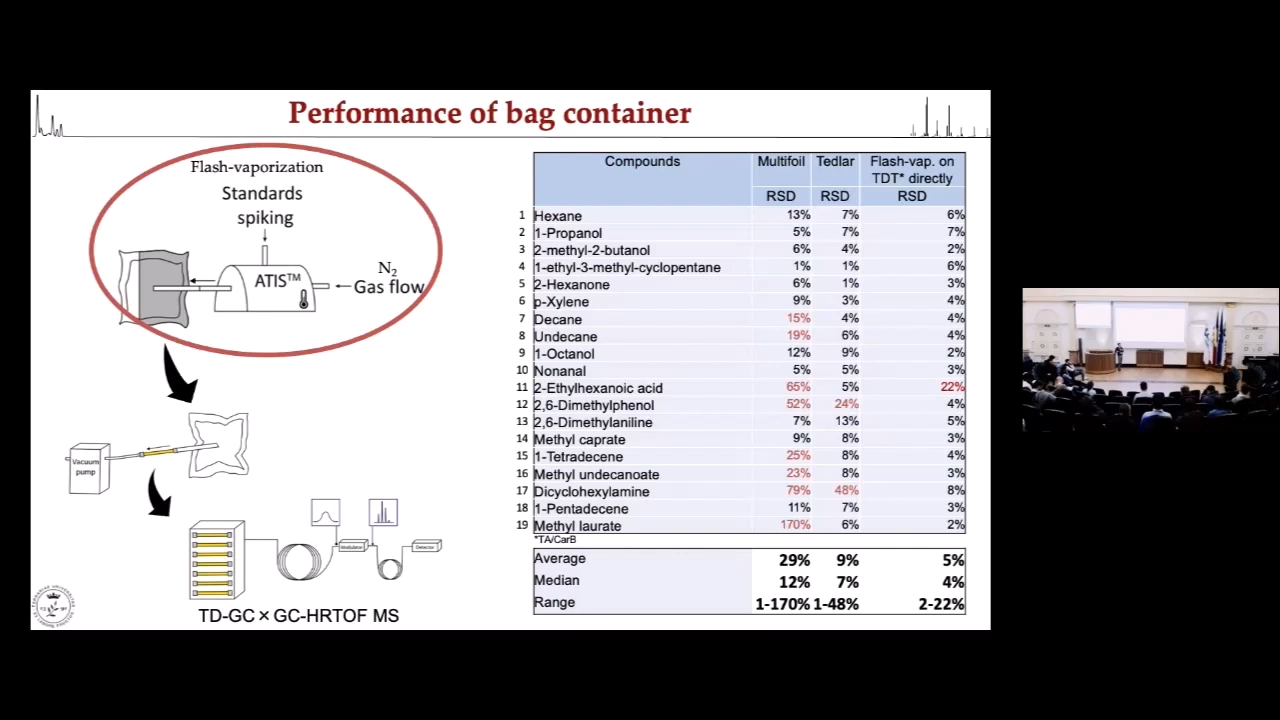 Performance of bag container
Flash-vaporization
Standards
spiking
ATIS™
N₂
Gas flow
Vacuum
pump
Modulator
Detector
TD-GC × GC-HRTOF MS
Compounds Multifoil Tedlar Flash-vap. on
TDT* directly
RSD RSD RSD
1 Hexane 13% 7% 6%
2 1-Propanol 5% 7% 7%
3 2-methyl-2-butanol 6% 4% 2%
4 1-ethyl-3-methyl-cyclopentane 1% 1% 6%
5 2-Hexanone 6% 1% 3%
6 p-Xylene 9% 3% 4%
7 Decane 15% 4% 4%
8 Undecane 19% 6% 4%
9 1-Octanol 12% 9% 2%
10 Nonanal 5% 5% 3%
11 2-Ethylhexanoic acid 65% 5% 22%
12 2,6-Dimethylphenol 52% 24% 4%
13 2,6-Dimethylaniline 7% 13% 5%
14 Methyl caprate 9% 8% 3%
15 1-Tetradecene 25% 8% 4%
16 Methyl undecanoate 23% 8% 3%
17 Dicyclohexylamine 79% 48% 8%
18 1-Pentadecene 11% 7% 3%
19 Methyl laurate 170% 6% 2%
*TA/CarB
Average 29% 9% 5%
Median 12% 7% 4%
Range 1-170% 1-48% 2-22%